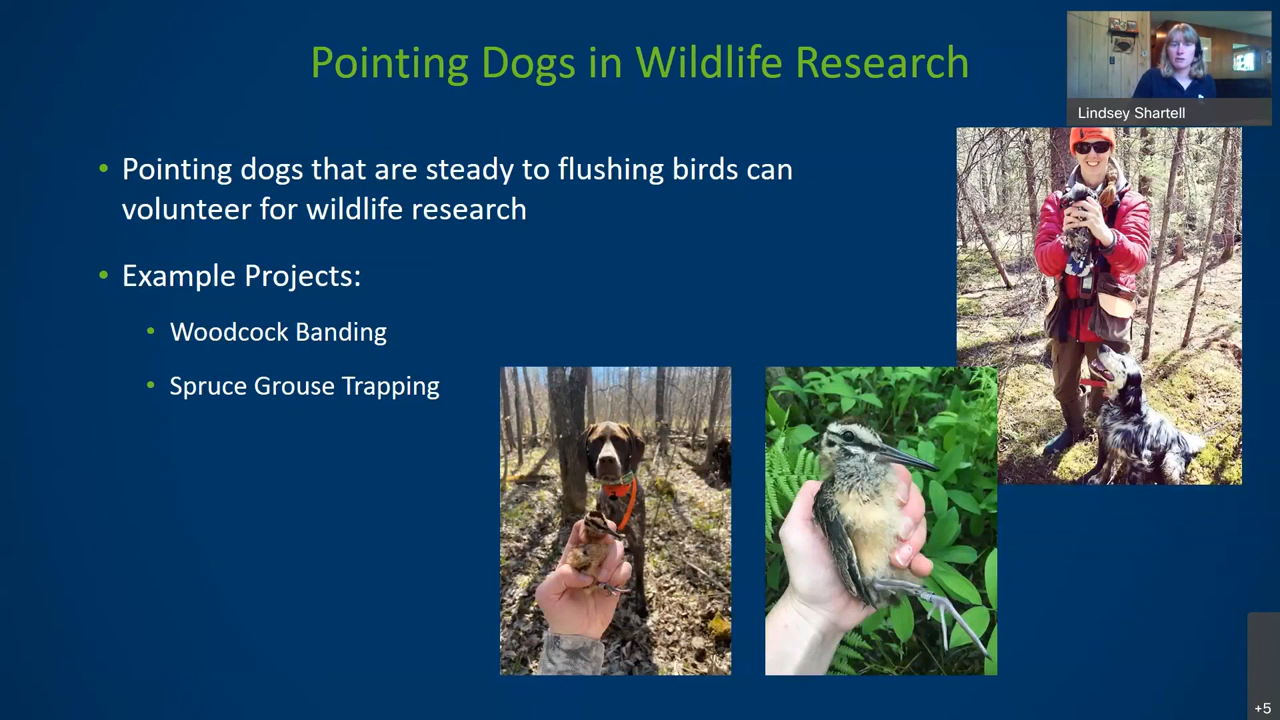 Pointing Dogs in Wildlife Research
Lindsey Shartell
• Pointing dogs that are steady to flushing birds can
volunteer for wildlife research
• Example Projects:
• Woodcock Banding
• Spruce Grouse Trapping
+5